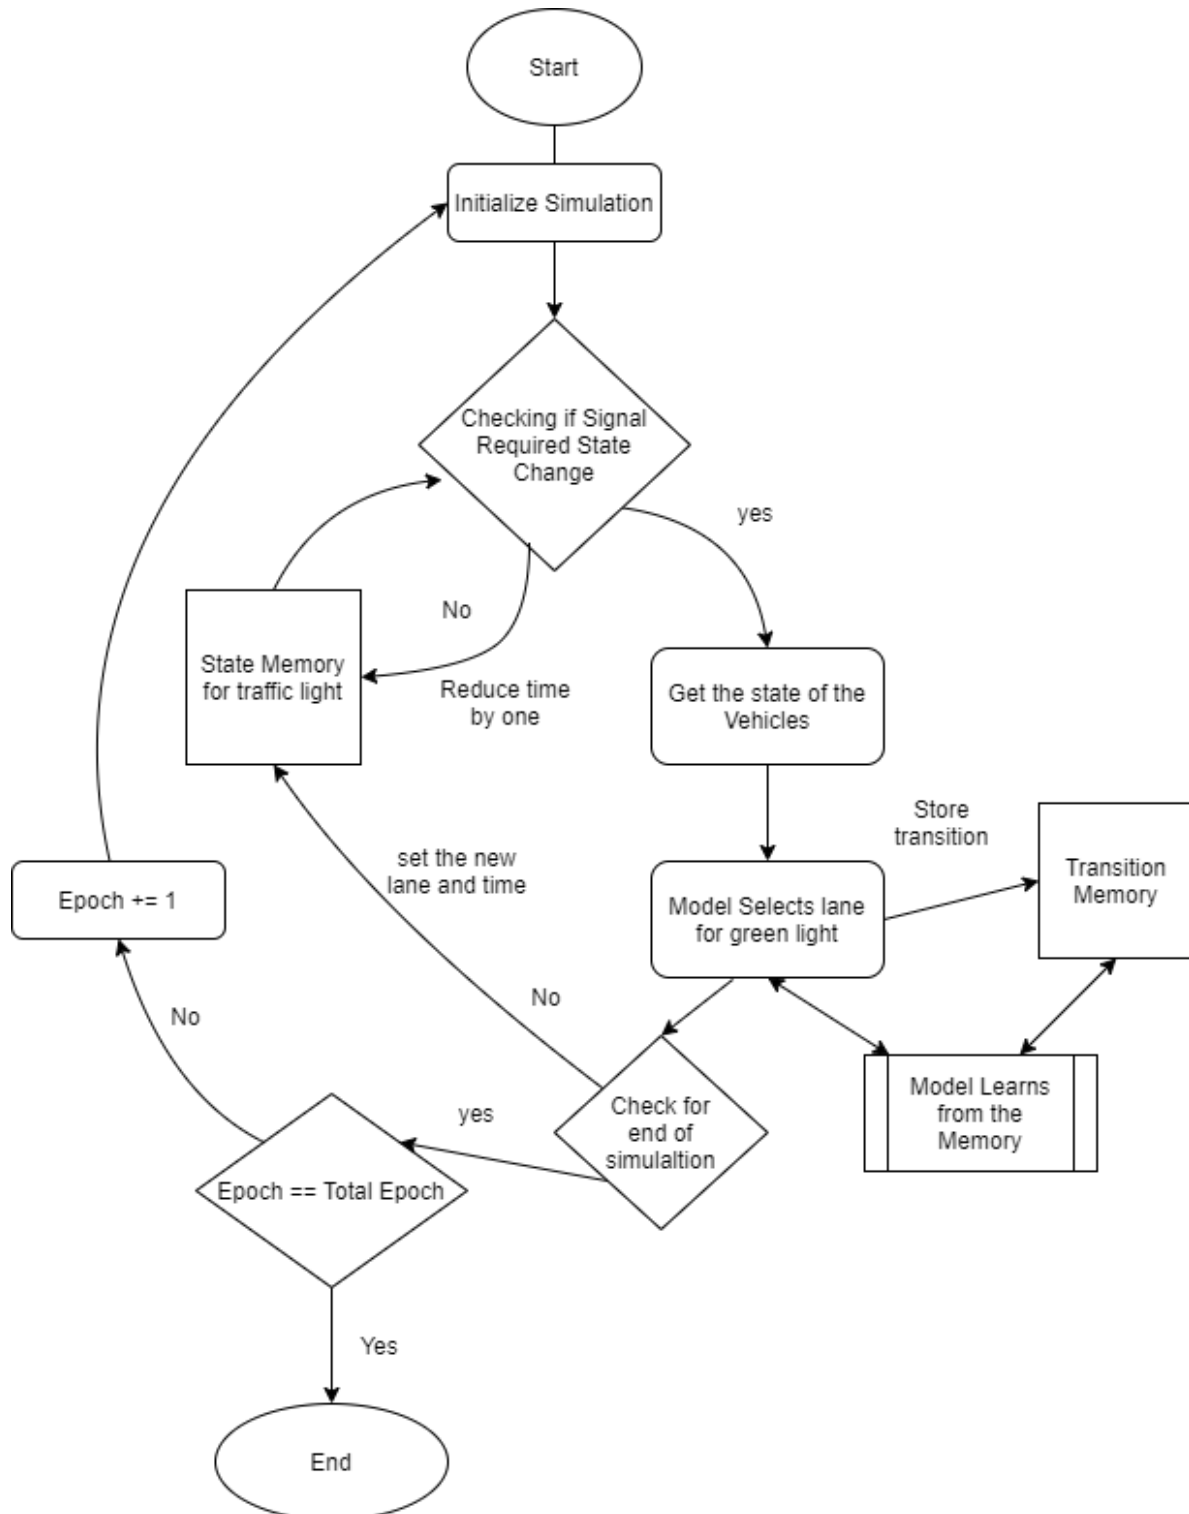 Start
Initialize Simulation
Checking if Signal
Required State
Change
yes
No
State Memory
for traffic light
Reduce time
by one
Get the state of the
Vehicles
Store
transition
set the new
lane and time
Transition
Memory
Epoch += 1
Model Selects lane
for green light
No
No
Model Learns
from the
Memory
Check for
end of
simulaltion
yes
Epoch == Total Epoch
Yes
End